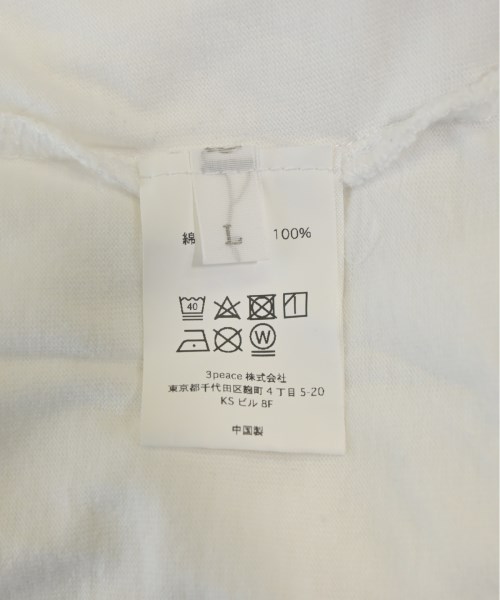 綿 100%
L
40
W
3peace 株式会社
東京都千代田区麹町4丁目5-20
KS ビル 8F
中国製